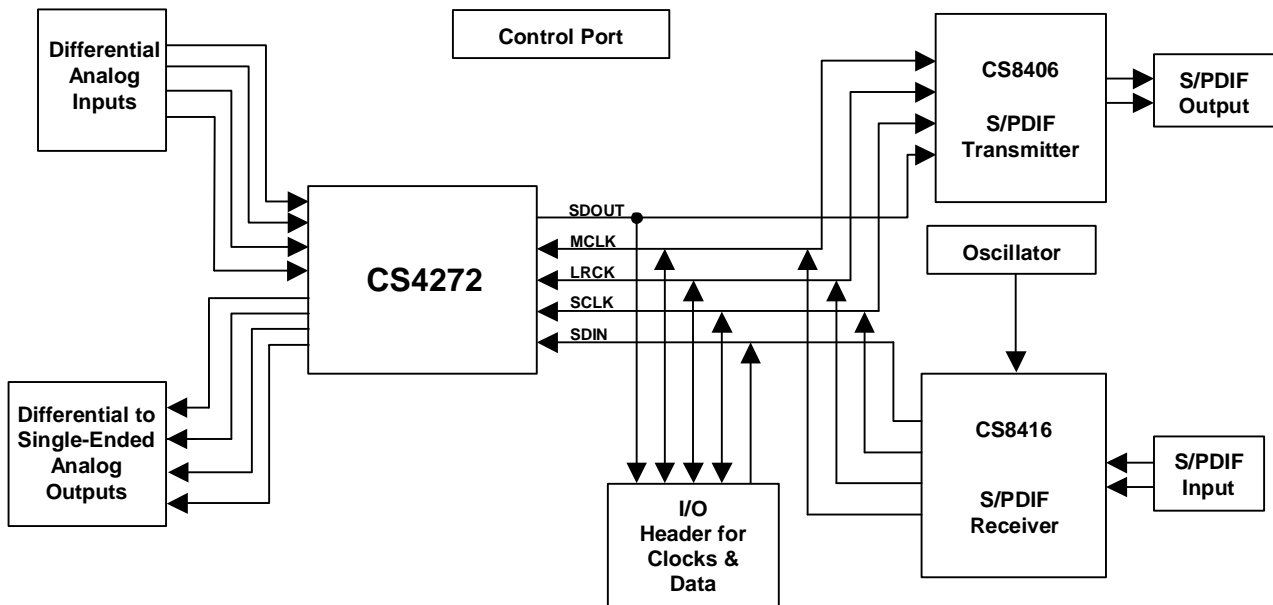 Differential
Analog
Inputs
Control Port
CS8406
S/PDIF
Transmitter
S/PDIF
Output
CS4272
SDOUT
MCLK
LRCK
SCLK
SDIN
Oscillator
Differential to
Single-Ended
Analog
Outputs
I/O
Header for
Clocks &
Data
CS8416
S/PDIF
Receiver
S/PDIF
Input